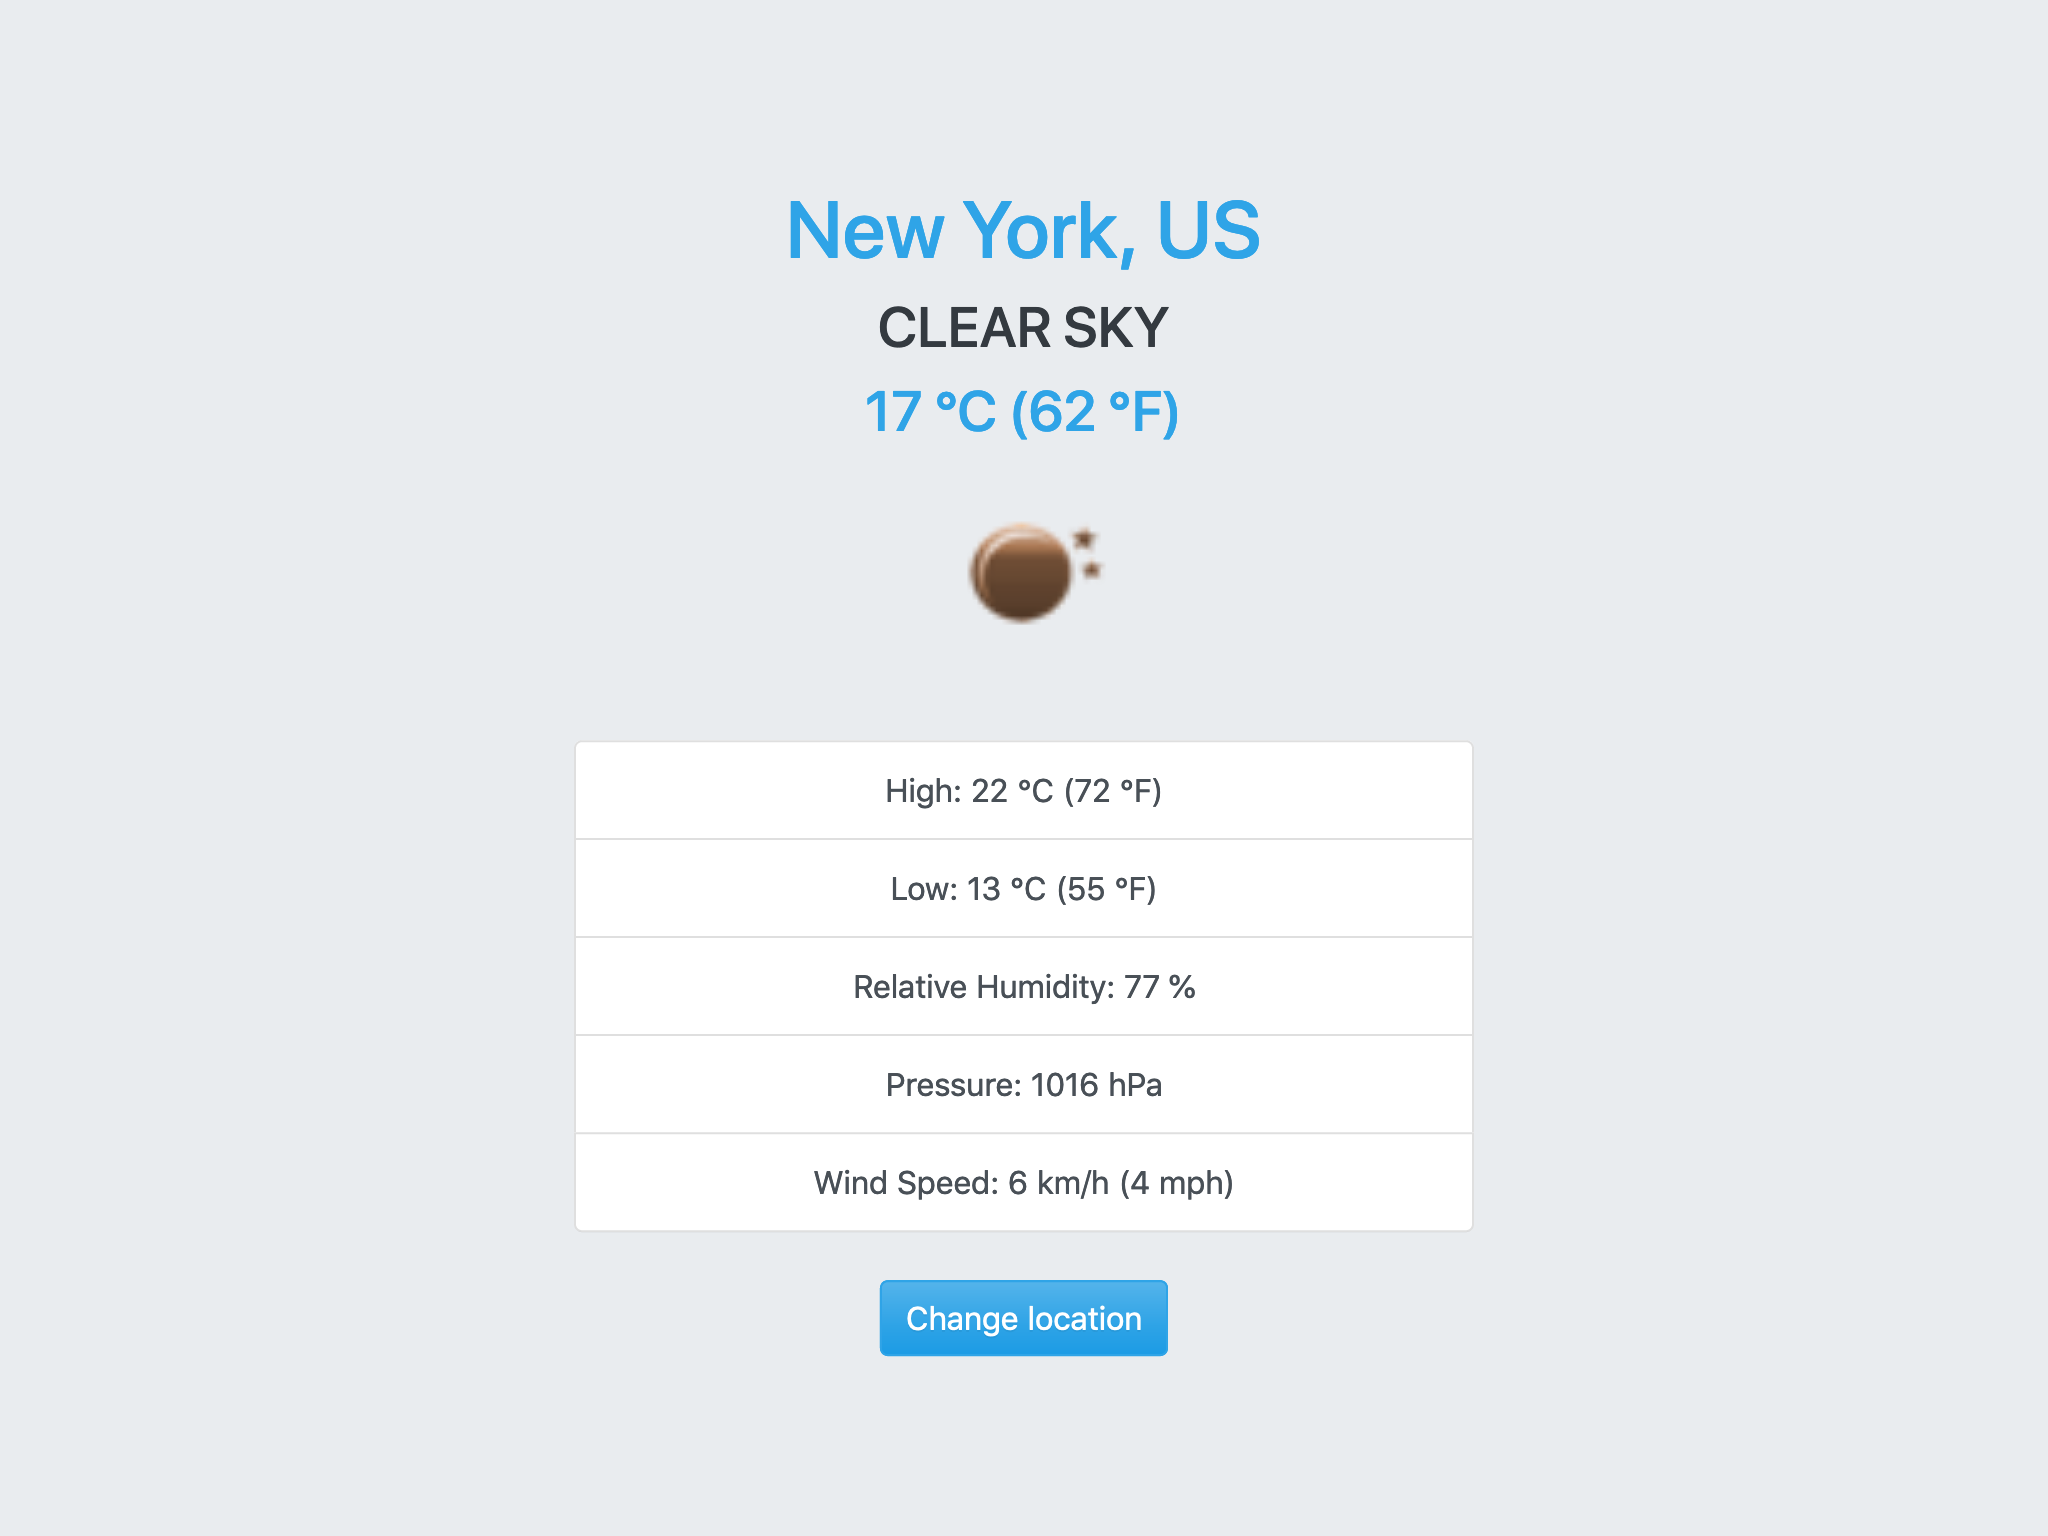 New York, US
CLEAR SKY
17 °C (62 °F)
High: 22 °C (72 °F)
Low: 13 °C (55 °F)
Relative Humidity: 77 %
Pressure: 1016 hPa
Wind Speed: 6 km/h (4 mph)
Change location